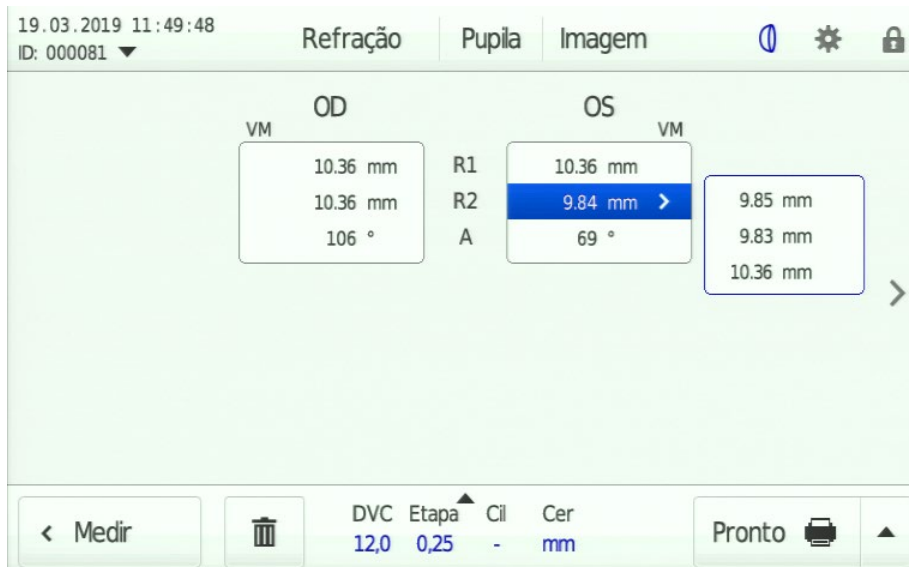 19.03.2019 11:49:48
ID: 000081
Refração Pupila Imagem
OD OS
VM VM
10.36 mm R1 10.36 mm
10.36 mm R2 9.84 mm
106 ° A 69 °
9.85 mm
9.83 mm
10.36 mm
Medir
DVC Etapa Cil Cer
12,0 0,25 - mm
Pronto